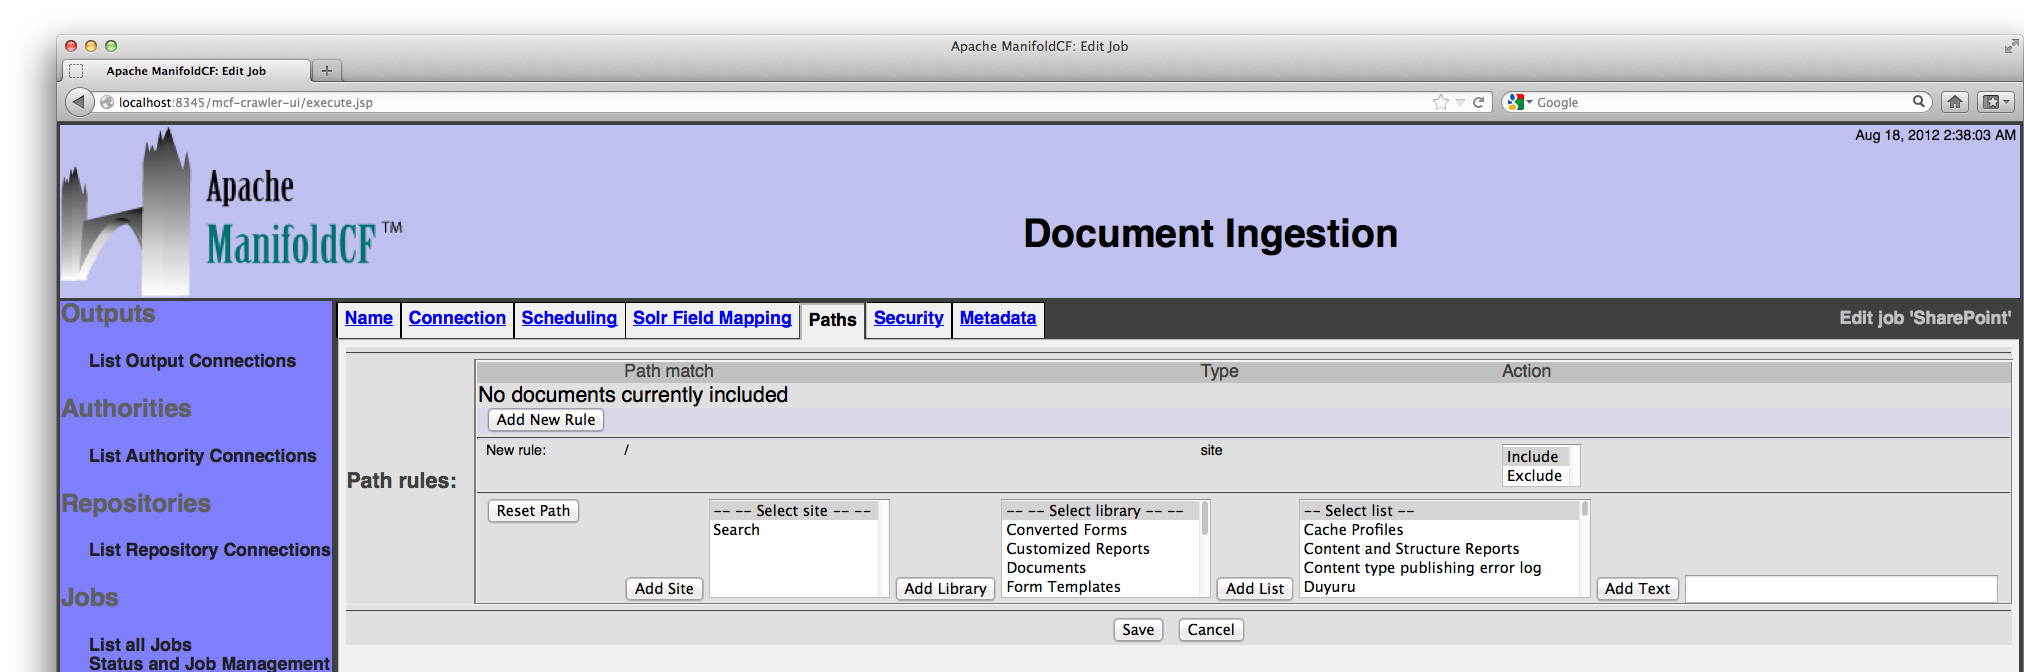 Apache ManifoldCF: Edit Job
Apache ManifoldCF: Edit Job
localhost:8345/mcf-crawler-ui/execute.jsp
Google
Aug 18, 2012 2:38:03 AM
Apache
ManifoldCF™
Document Ingestion
Outputs
List Output Connections
Authorities
List Authority Connections
Repositories
List Repository Connections
Jobs
List all Jobs
Status and Job Management
Name Connection Scheduling Solr Field Mapping Paths Security Metadata Edit job 'SharePoint'
Path rules:
Path match Type Action
No documents currently included
Add New Rule
New rule: / site
Include
Exclude
Reset Path
Add Site
-- -- Select site -- --
Search
Add Library
-- -- Select library -- --
Converted Forms
Customized Reports
Documents
Form Templates
Add List
-- Select list --
Cache Profiles
Content and Structure Reports
Content type publishing error log
Duyuru
Add Text
Save Cancel